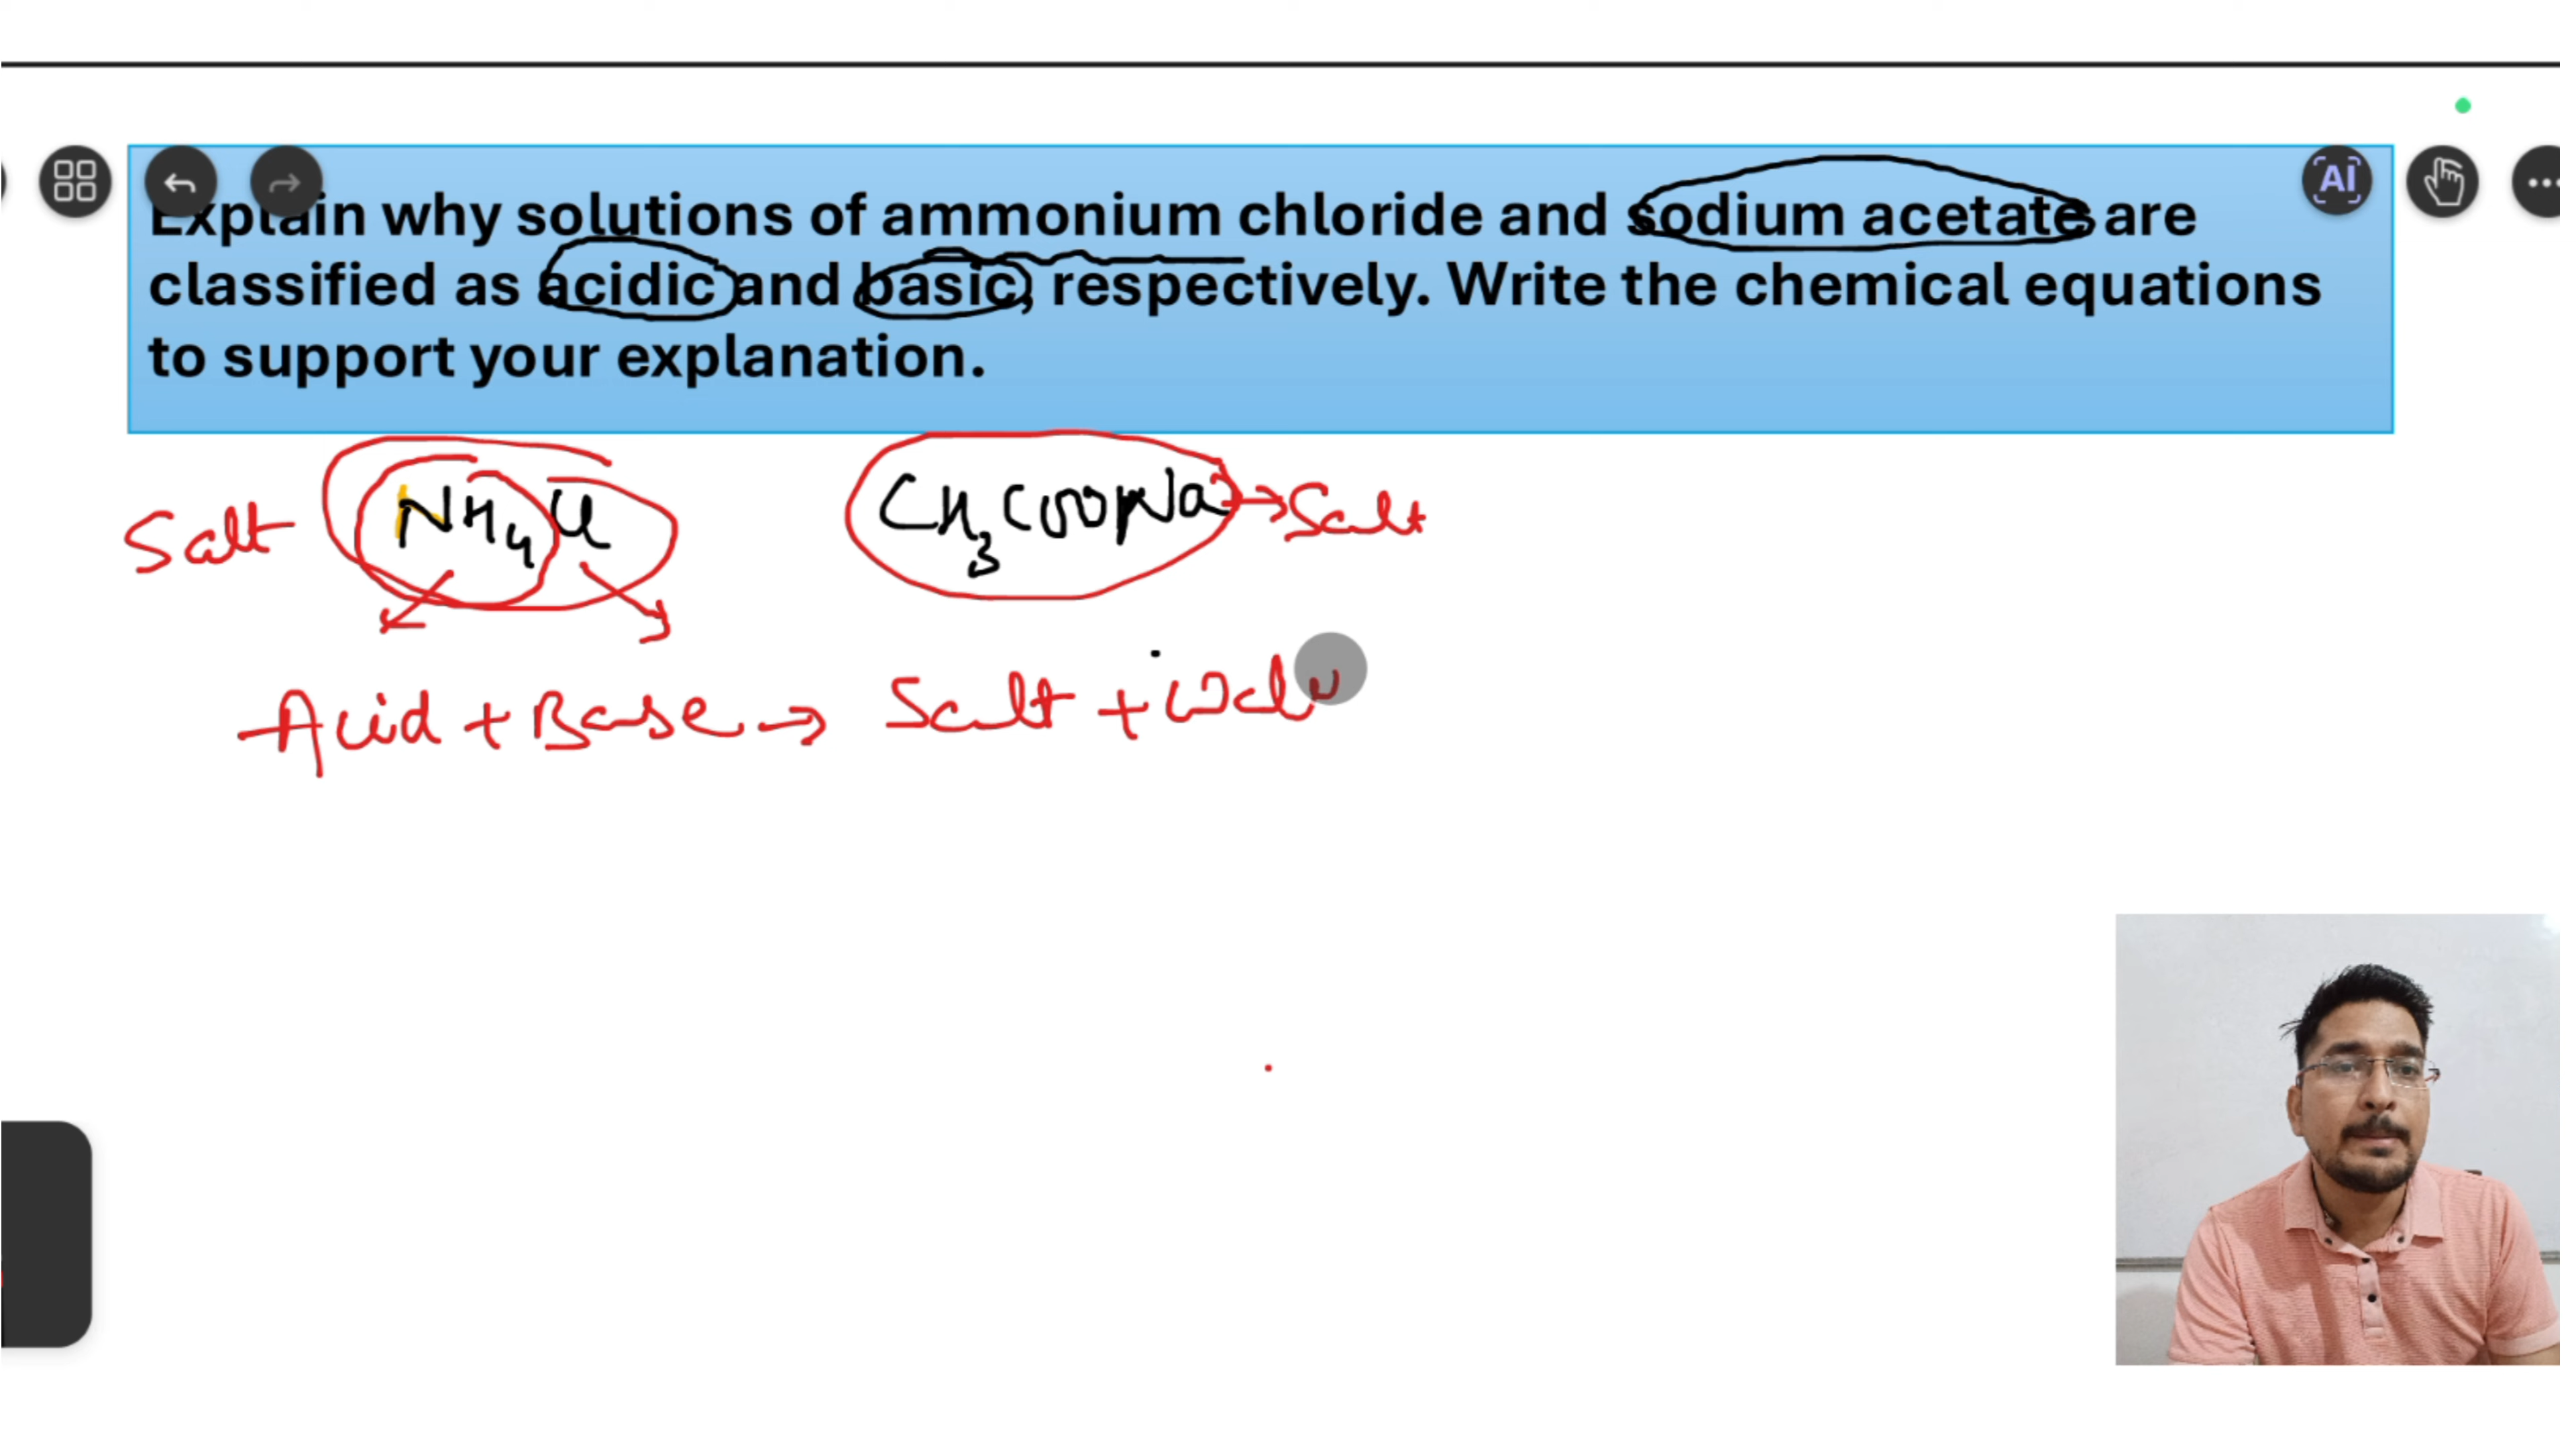 AI
Explain why solutions of ammonium chloride and sodium acetate are
classified as acidic and basic, respectively. Write the chemical equations
to support your explanation.
Salt NH4Cl CH3COONa → Salt
Acid + Base → Salt + Water